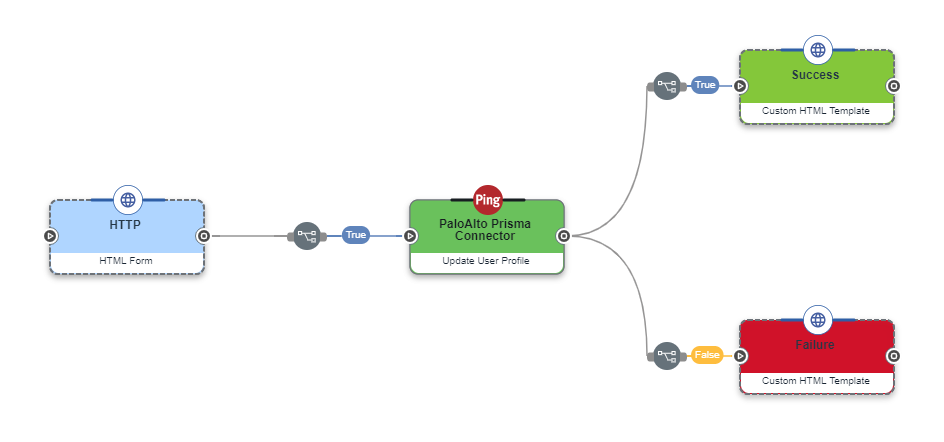 HTTP
HTML Form
True
Ping
PaloAlto Prisma
Connector
Update User Profile
True
Success
Custom HTML Template
False
Failure
Custom HTML Template